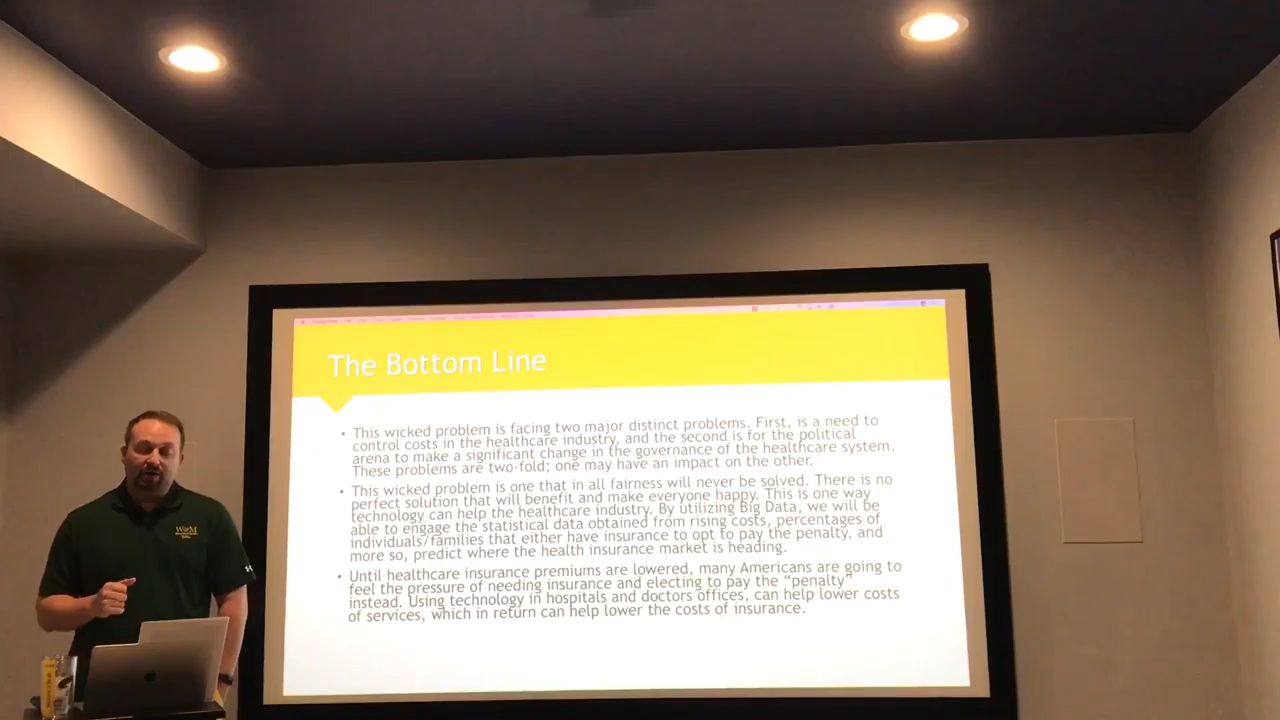 The Bottom Line
• This wicked problem is facing two major distinct problems. First, is a need to
control costs in the healthcare industry, and the second is for the political
arena to make a significant change in the governance of the healthcare system.
These problems are two-fold; one may have an impact on the other.
• This wicked problem is one that in all fairness will never be solved. There is no
perfect solution that will benefit and make everyone happy. This is one way
technology can help the healthcare industry. By utilizing Big Data, we will be
able to engage the statistical data obtained from rising costs, percentages of
individuals/families that either have insurance to opt to pay the penalty, and
more so, predict where the health insurance market is heading.
• Until healthcare insurance premiums are lowered, many Americans are going to
feel the pressure of needing insurance and electing to pay the “penalty”
instead. Using technology in hospitals and doctors offices, can help lower costs
of services, which in return can help lower the costs of insurance.
W&M